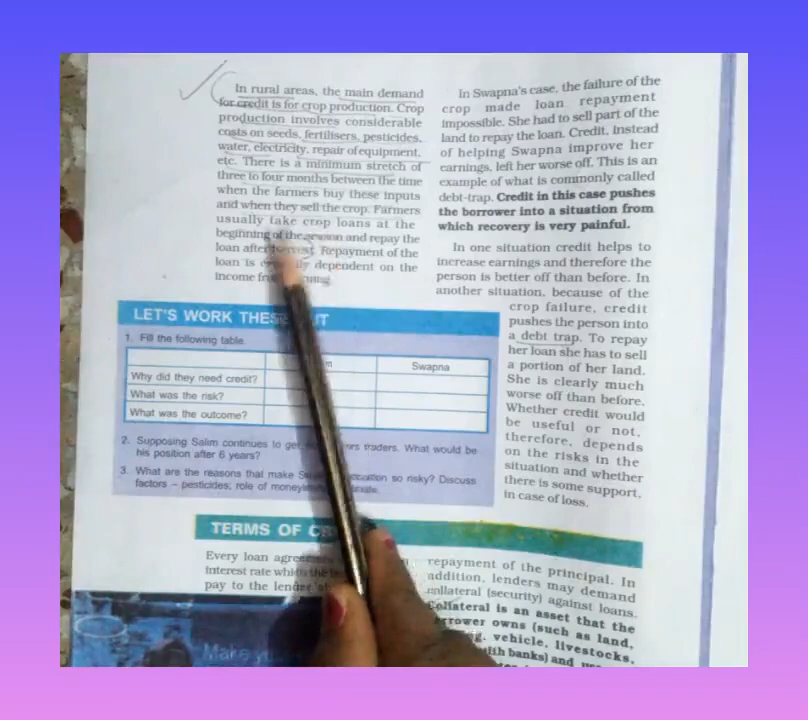 In rural areas, the main demand
for credit is for crop production. Crop
production involves considerable
costs on seeds, fertilisers, pesticides,
water, electricity, repair of equipment,
etc. There is a minimum stretch of
three to four months between the time
when the farmers buy these inputs
and when they sell the crop. Farmers
usually take crop loans at the
beginning of the season and repay the
loan after Repayment of the
loan is dependent on the
income
In Swapna's case, the failure of the
crop made loan repayment
impossible. She had to sell part of the
land to repay the loan. Credit, instead
of helping Swapna improve her
earnings, left her worse off. This is an
example of what is commonly called
debt-trap. Credit in this case pushes
the borrower into a situation from
which recovery is very painful.
In one situation credit helps to
increase earnings and therefore the
person is better off than before. In
another situation, because of the
crop failure, credit
pushes the person into
a debt trap. To repay
her loan she has to sell
a portion of her land.
She is clearly much
worse off than before.
Whether credit would
be useful or not,
therefore, depends
on the risks in the
situation and whether
there is some support,
in case of loss.
LET'S WORK
1. Fill the following table.
Swapna
Why did they need credit?
What was the risk?
What was the outcome?
2. Supposing Salim continues to get traders. What would be
his position after 6 years?
3. What are the reasons that make so risky? Discuss
factors – pesticides; role of
TERMS OF
Every loan
interest rate
pay to the lender
repayment of the principal. In
addition, lenders may demand
collateral (security) against loans.
Collateral is an asset that the
owns (such as land,
vehicle, livestocks,
banks) and
Make